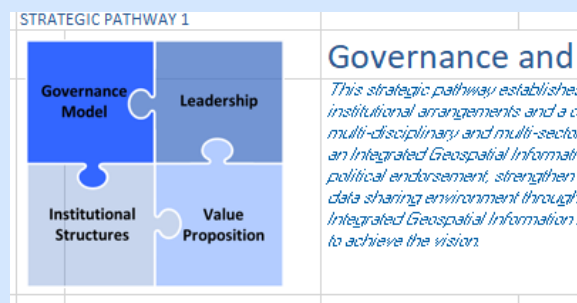 STRATEGIC PATHWAY 1
Governance
Model
Leadership
Institutional
Structures
Value
Proposition
Governance and
This strategic pathway establishes
institutional arrangements and a
multi-disciplinary and multi-sector
an Integrated Geospatial
political endorsement, strengthen
data sharing environment through
Integrated Geospatial Information
to achieve the vision.